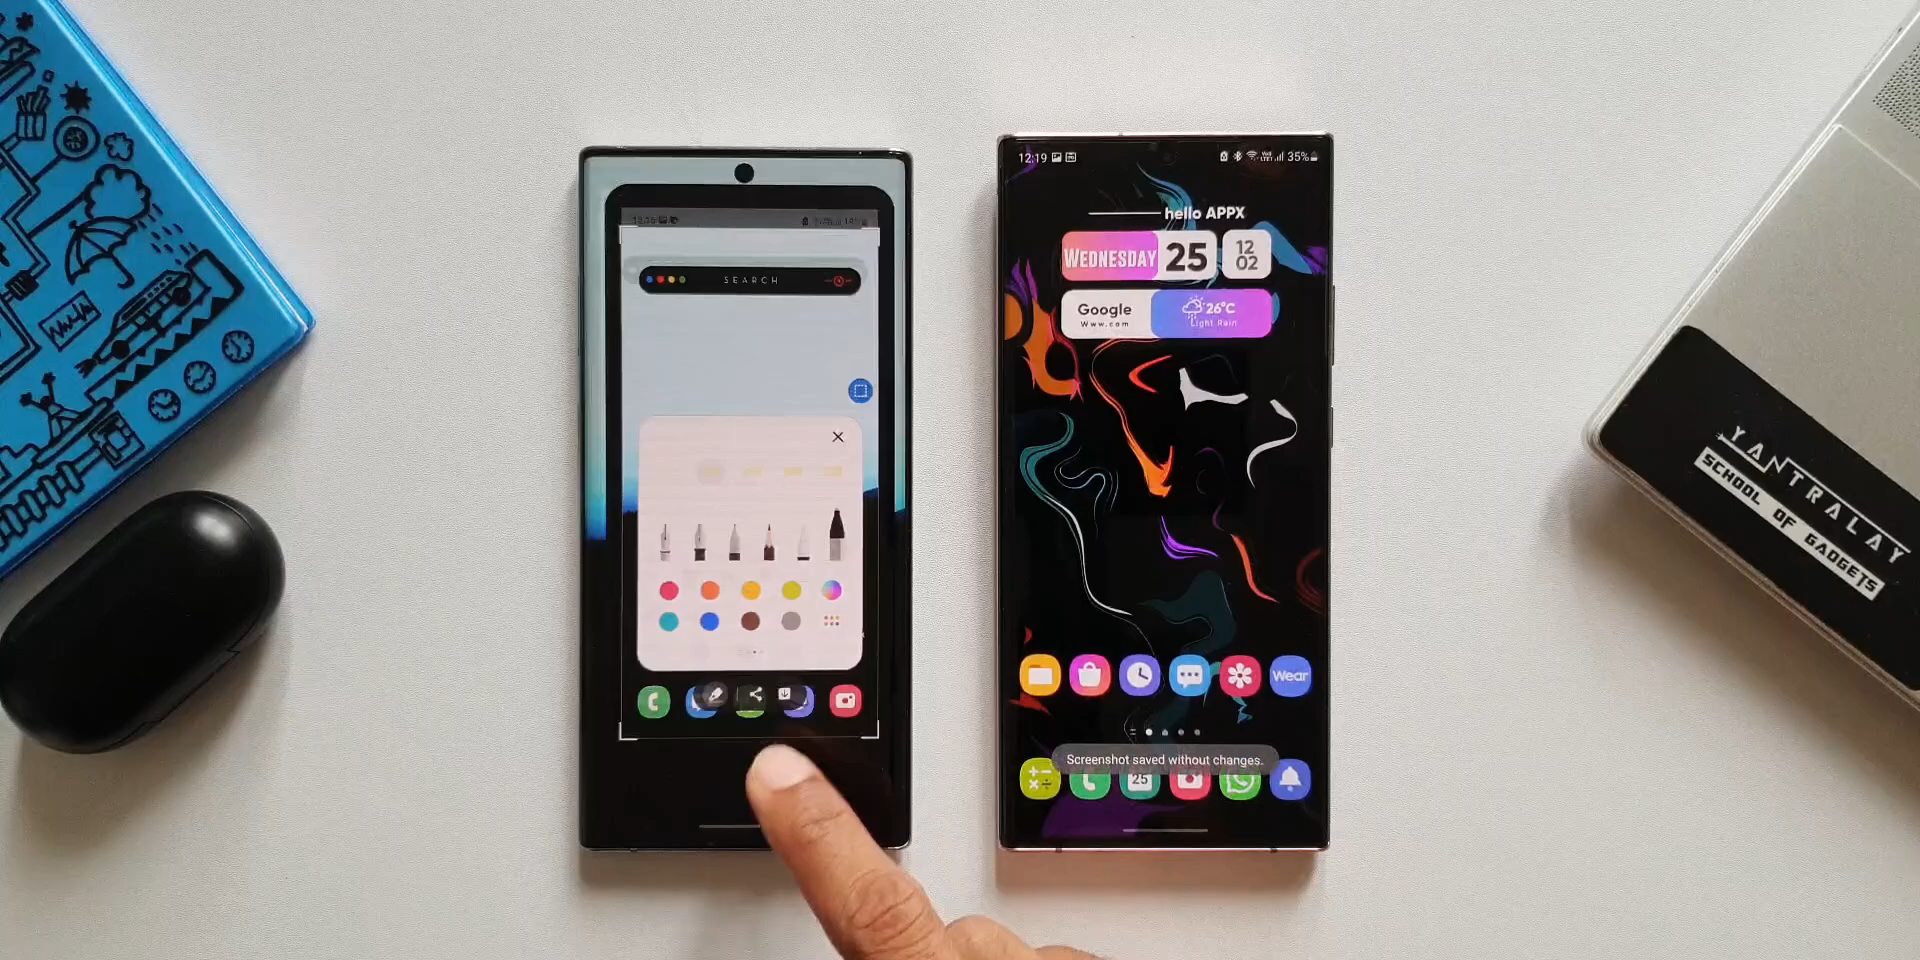 SEARCH
12:19
35%
hello APPX
WEDNESDAY
25
12
02
Google
Www.com
26°C
Light Rain
Wear
Screenshot saved without changes.
25
YANTRALAY
SCHOOL OF GADGETS